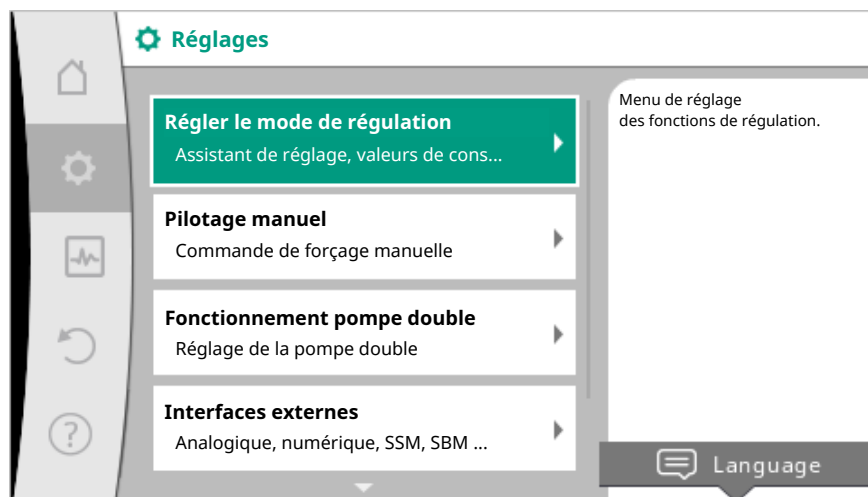 Réglages
Régler le mode de régulation
Assistant de réglage, valeurs de cons...
Pilotage manuel
Commande de forçage manuelle
Fonctionnement pompe double
Réglage de la pompe double
Interfaces externes
Analogique, numérique, SSM, SBM ...
Menu de réglage
des fonctions de régulation.
?
Language